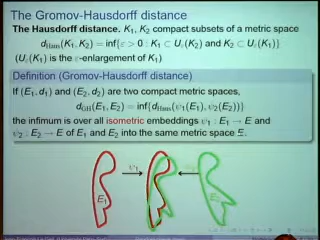 The Gromov-Hausdorff distance
The Hausdorff distance. K₁, K₂ compact subsets of a metric space
d_Haus(K₁, K₂) = inf{ε > 0 : K₁ ⊂ U_ε(K₂) and K₂ ⊂ U_ε(K₁)}
(U_ε(K₁) is the ε-enlargement of K₁)
Definition (Gromov-Hausdorff distance)
If (E₁, d₁) and (E₂, d₂) are two compact metric spaces,
d_GH(E₁, E₂) = inf{d_Haus(ψ₁(E₁), ψ₂(E₂))}
the infimum is over all isometric embeddings ψ₁ : E₁ → E and
ψ₂ : E₂ → E of E₁ and E₂ into the same metric space E.
ψ₁
E₁
E₂